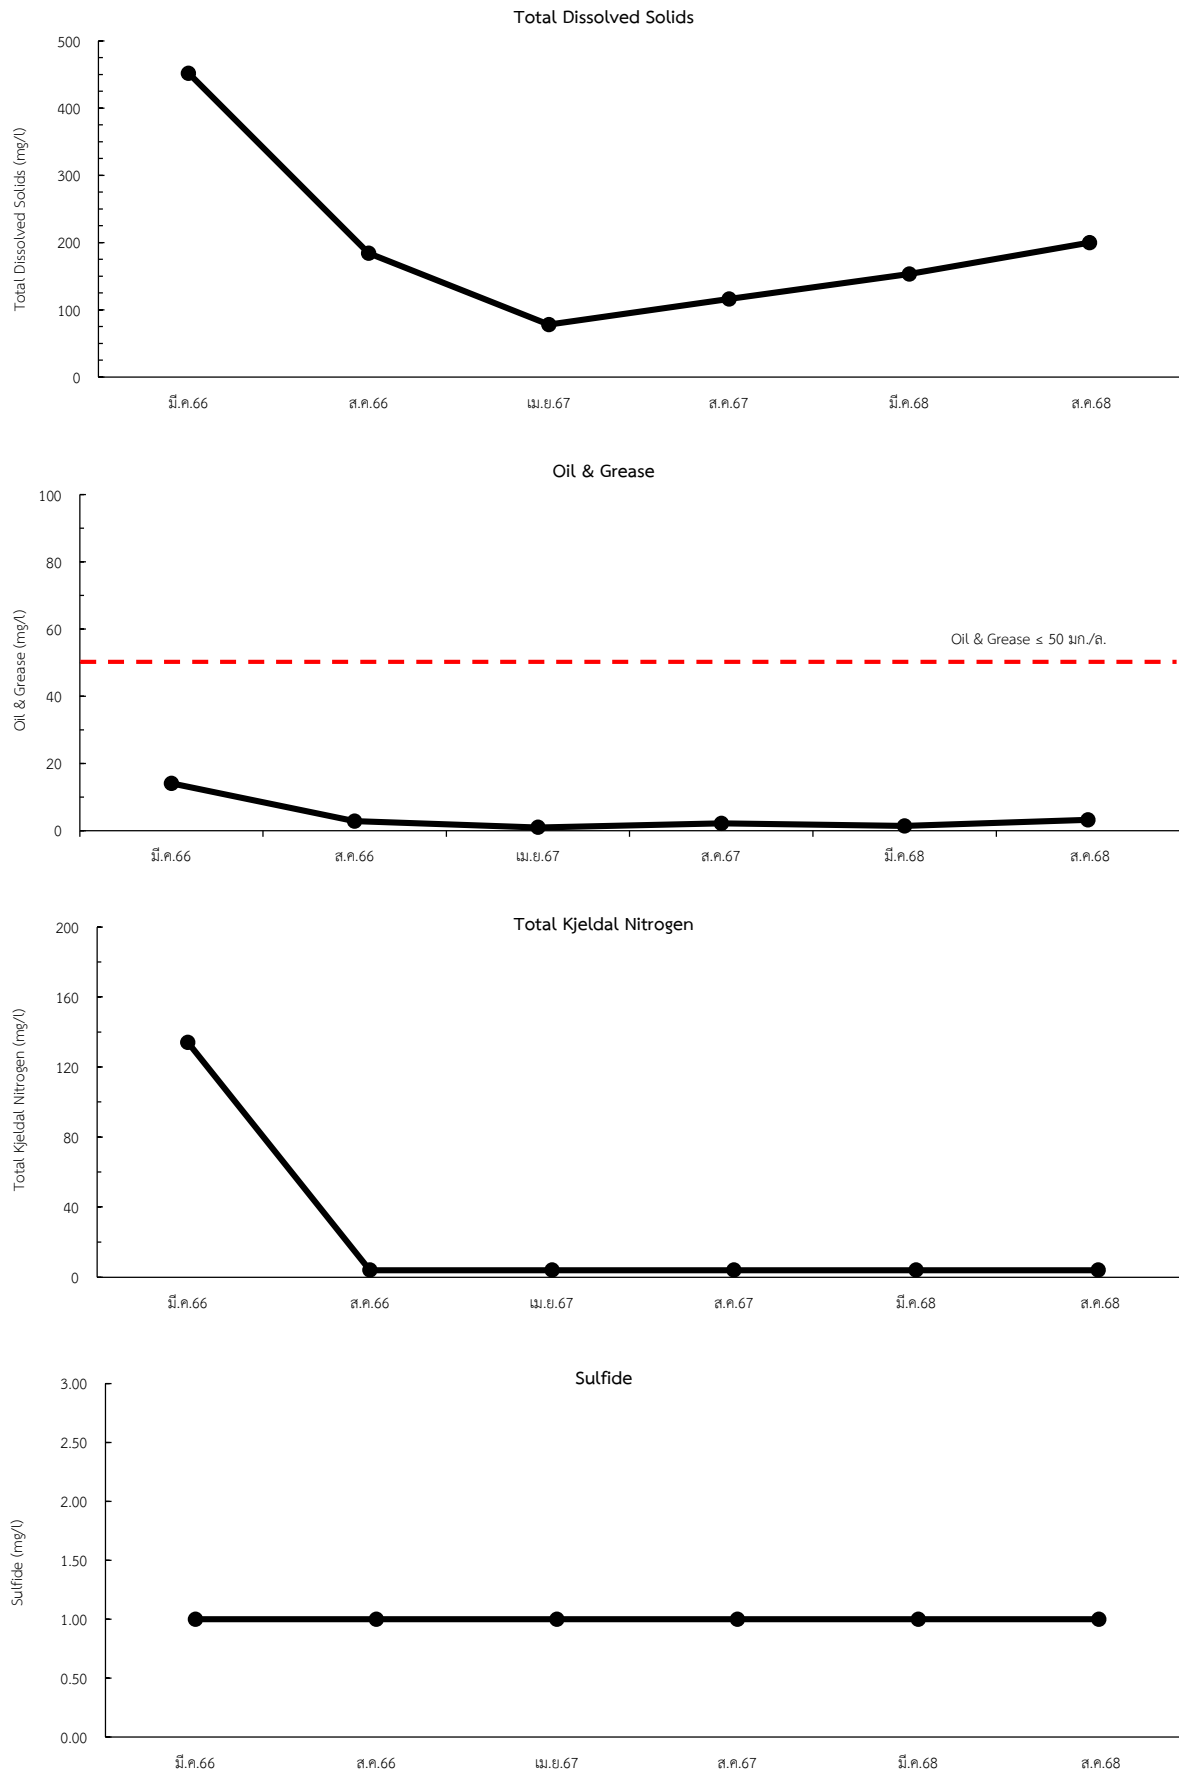 Total Dissolved Solids
Total Dissolved Solids (mg/l)
500
400
300
200
100
0
มี.ค.66 ส.ค.66 เม.ย.67 ส.ค.67 มี.ค.68 ส.ค.68
Oil & Grease
Oil & Grease (mg/l)
100
80
60
Oil & Grease ≤ 50 มก./ล.
40
20
0
มี.ค.66 ส.ค.66 เม.ย.67 ส.ค.67 มี.ค.68 ส.ค.68
Total Kjeldal Nitrogen
Total Kjeldal Nitrogen (mg/l)
200
160
120
80
40
0
มี.ค.66 ส.ค.66 เม.ย.67 ส.ค.67 มี.ค.68 ส.ค.68
Sulfide
Sulfide (mg/l)
3.00
2.50
2.00
1.50
1.00
0.50
0.00
มี.ค.66 ส.ค.66 เม.ย.67 ส.ค.67 มี.ค.68 ส.ค.68